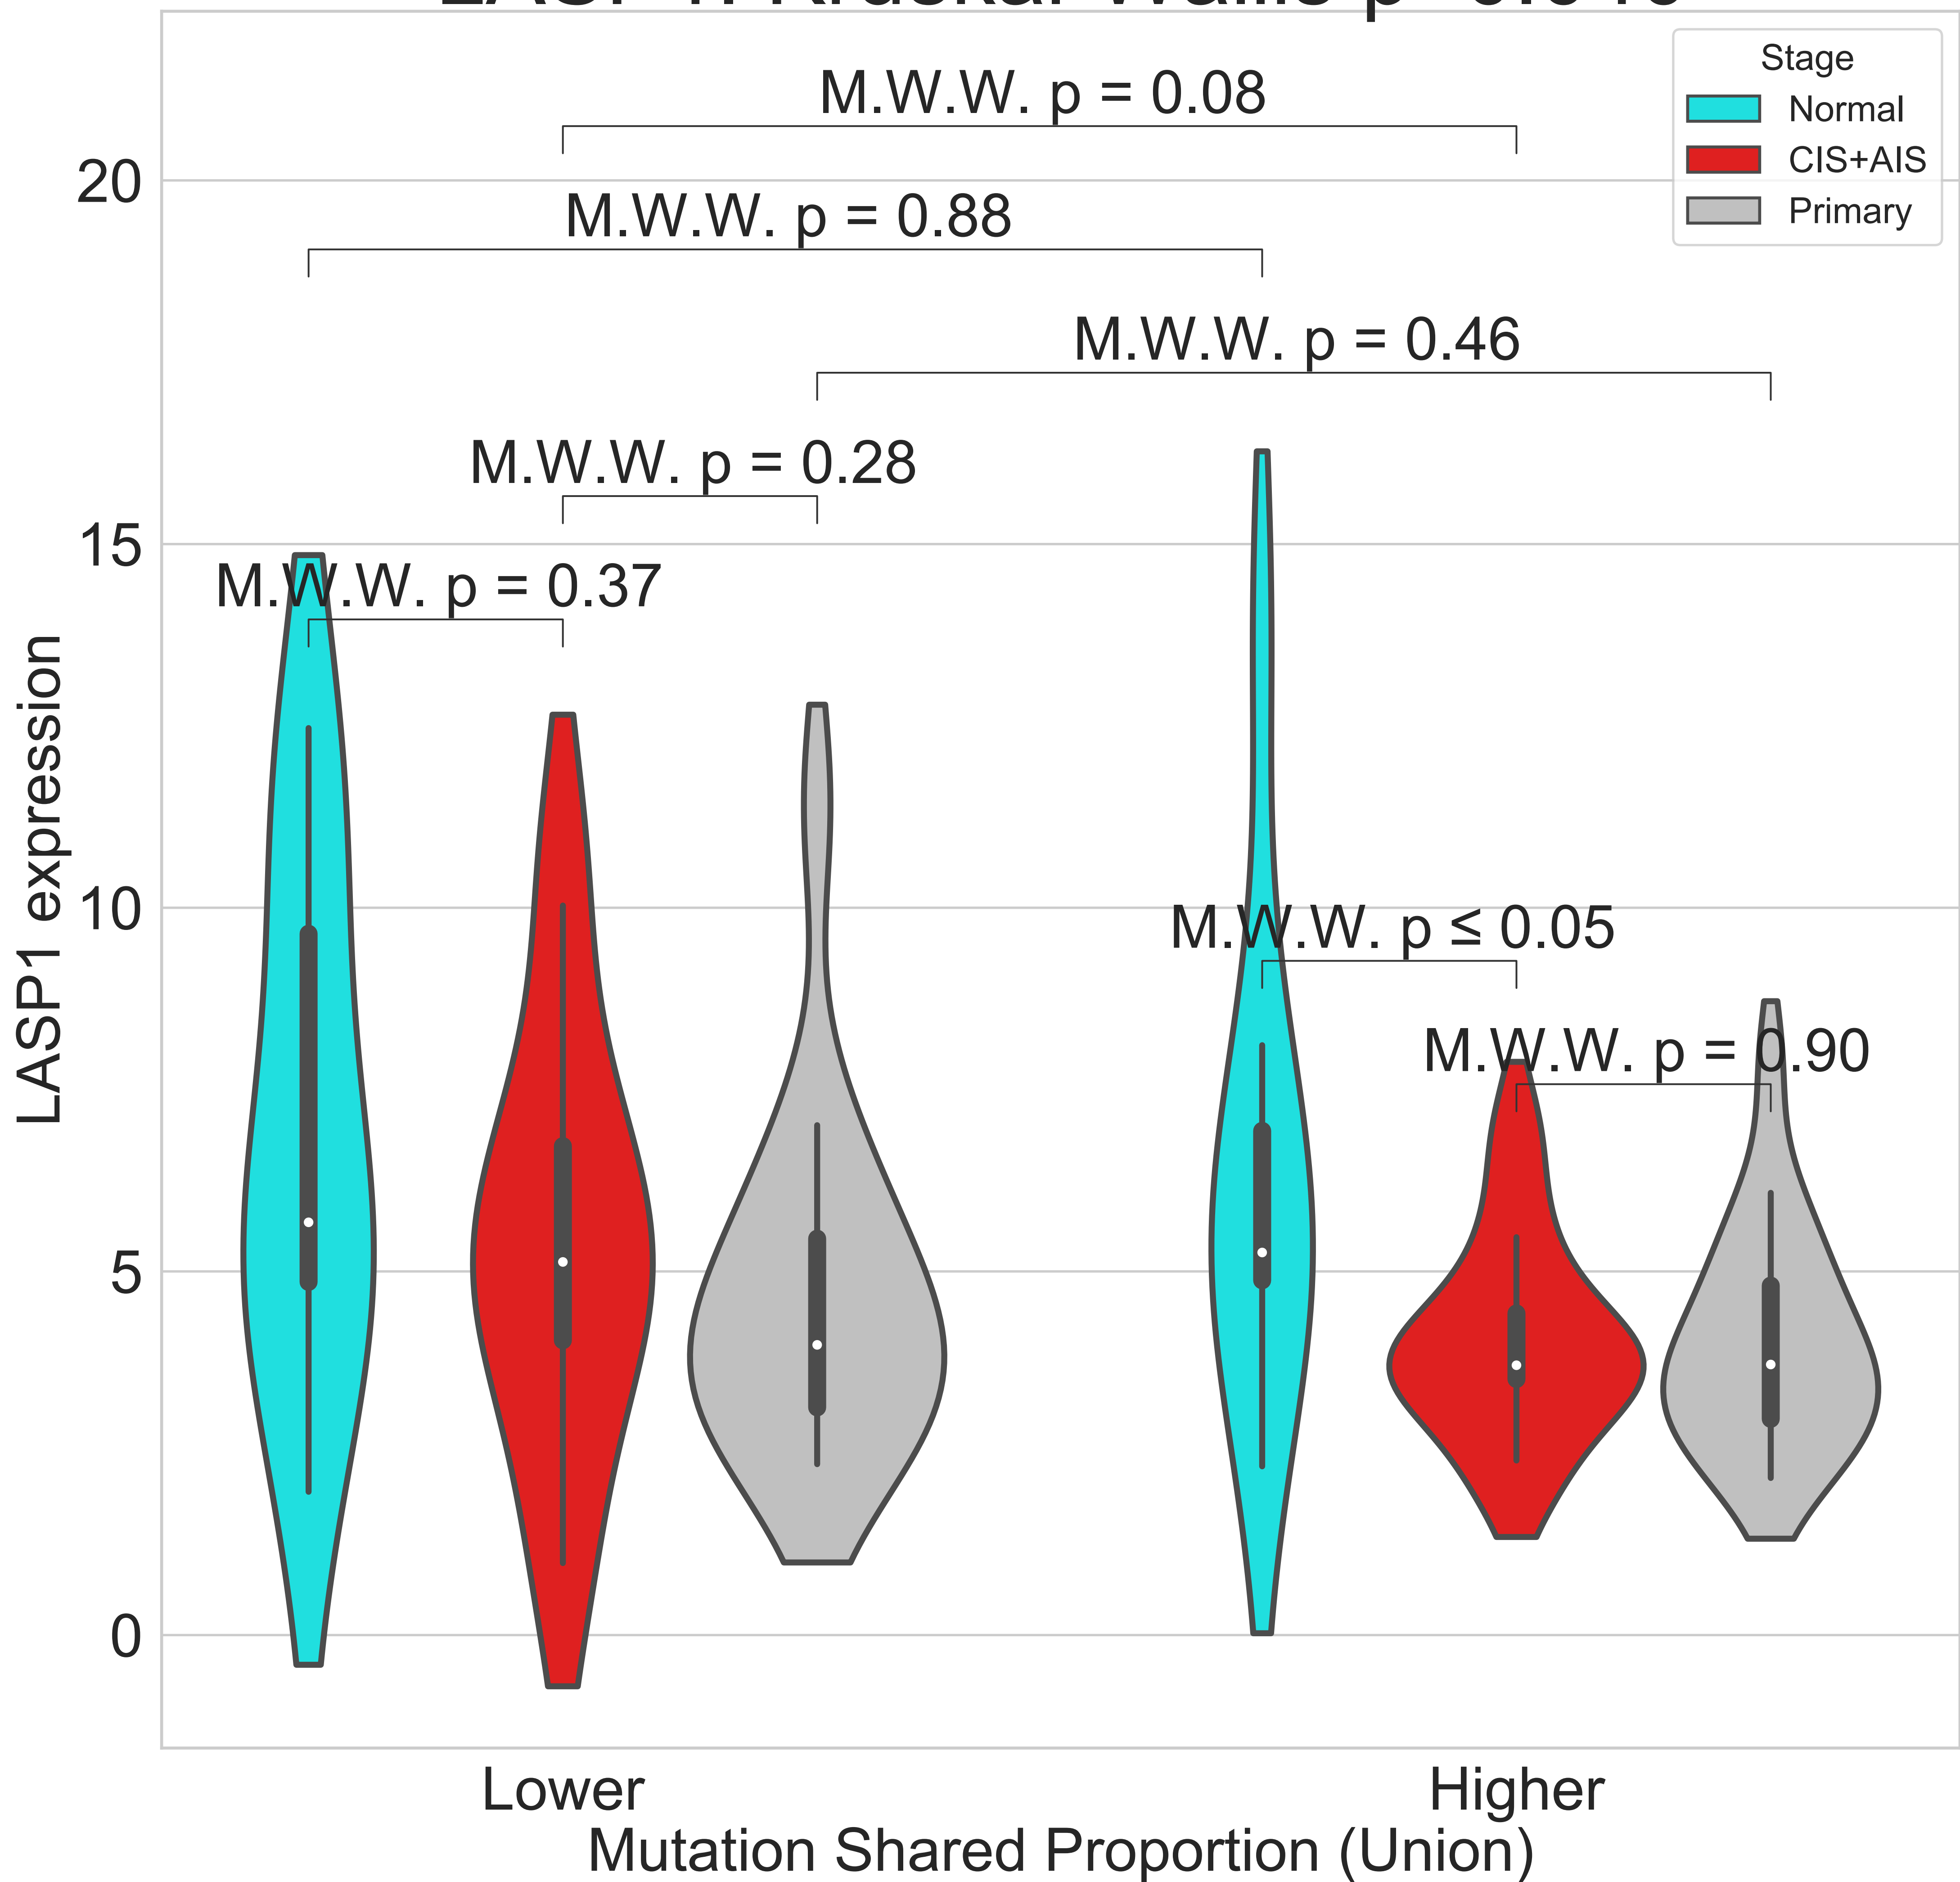 M.W.W. p = 0.08
M.W.W. p = 0.88
M.W.W. p = 0.46
M.W.W. p = 0.28
M.W.W. p = 0.37
M.W.W. p ≤ 0.05
M.W.W. p = 0.90
Stage
Normal
CIS+AIS
Primary
20
15
10
5
0
LASP1 expression
Lower
Higher
Mutation Shared Proportion (Union)